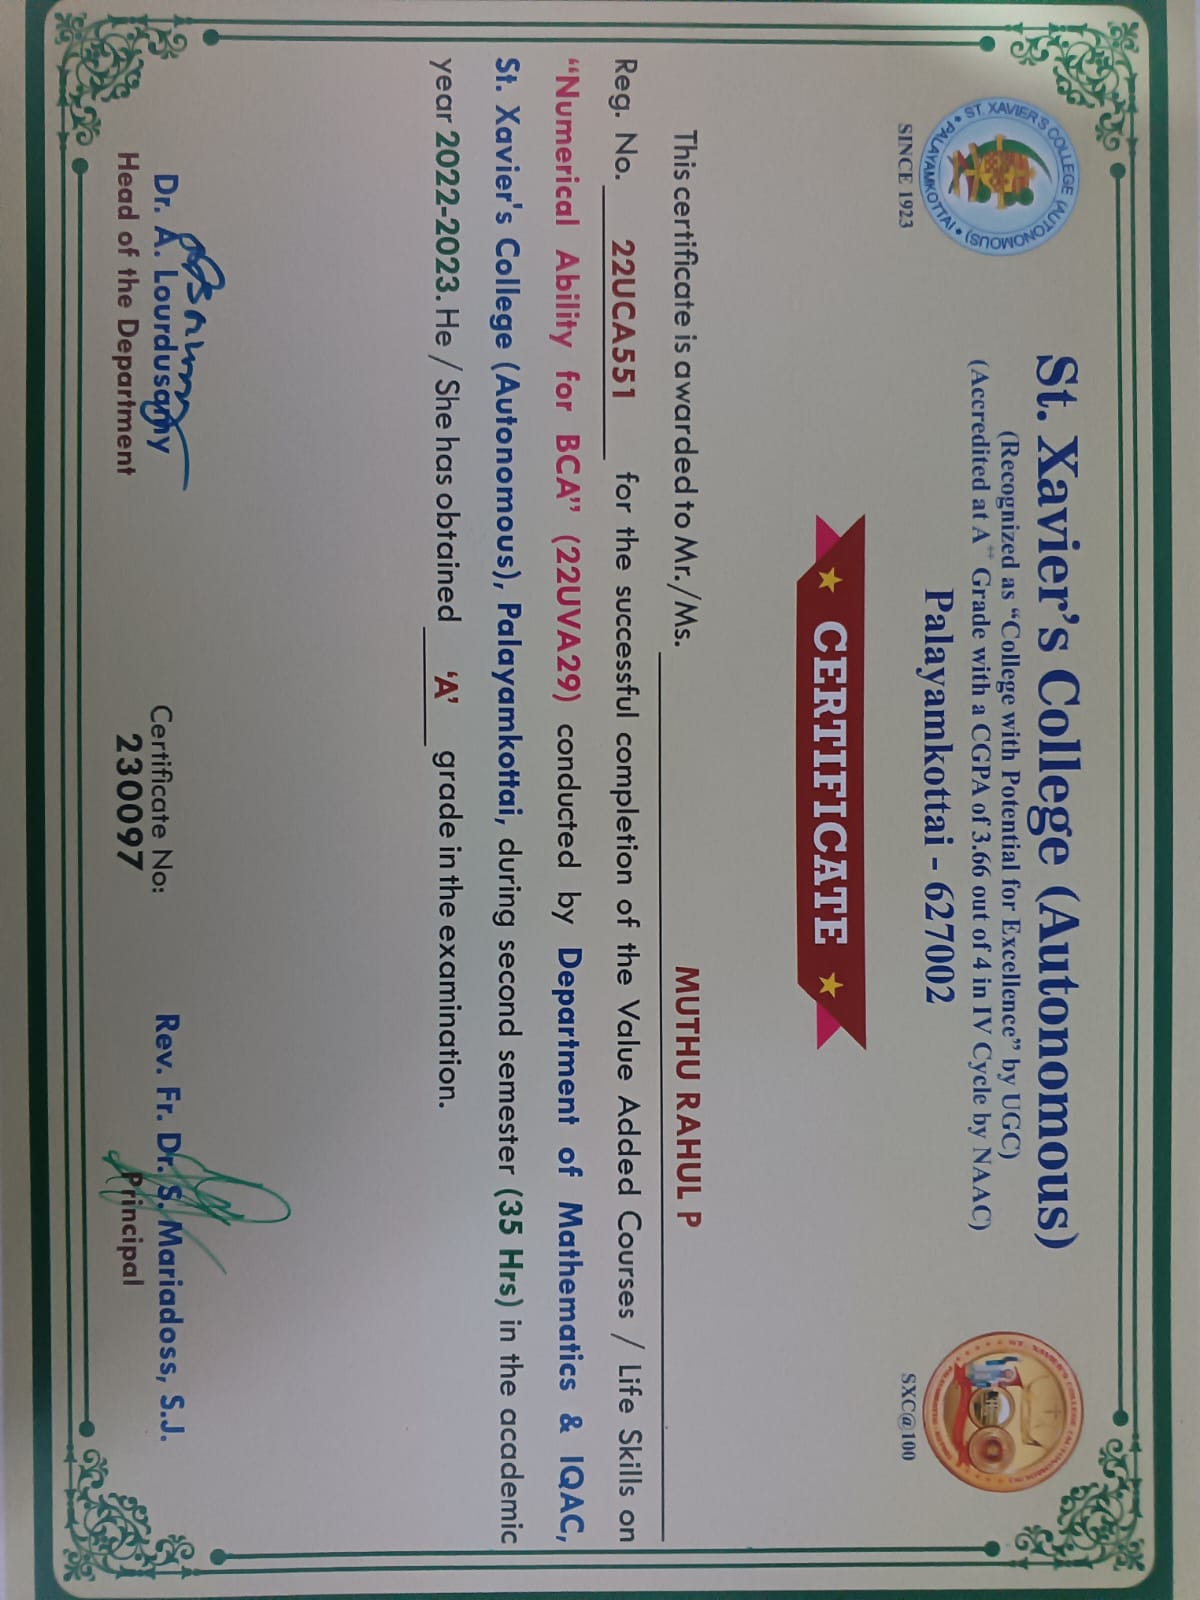 St. Xavier's College (Autonomous)
(Recognized as “College with Potential for Excellence” by UGC)
(Accredited at A++ Grade with a CGPA of 3.66 out of 4 in IV Cycle by NAAC)
Palayamkottai - 627002
ST. XAVIER'S COLLEGE (AUTONOMOUS)
PALAYAMKOTTAI
SINCE 1923
SXC@100
CERTIFICATE
This certificate is awarded to Mr./Ms. MUTHU RAHUL P
Reg. No. 22UCA551 for the successful completion of the Value Added Courses / Life Skills on
“Numerical Ability for BCA” (22UVA29) conducted by Department of Mathematics & IQAC,
St. Xavier's College (Autonomous), Palayamkottai, during second semester (35 Hrs) in the academic
year 2022-2023. He / She has obtained ‘A’ grade in the examination.
Dr. A. Lourdusamy
Head of the Department
Certificate No:
230097
Rev. Fr. Dr. S. Mariadoss, S.J.
Principal